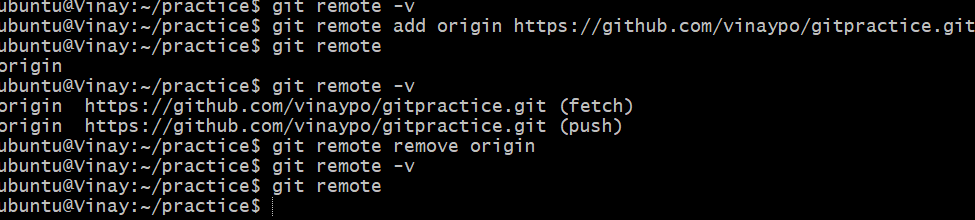 ubuntu@Vinay:~/practice$ git remote -v
ubuntu@Vinay:~/practice$ git remote add origin https://github.com/vinaypo/gitpractice.git
ubuntu@Vinay:~/practice$ git remote
origin
ubuntu@Vinay:~/practice$ git remote -v
origin  https://github.com/vinaypo/gitpractice.git (fetch)
origin  https://github.com/vinaypo/gitpractice.git (push)
ubuntu@Vinay:~/practice$ git remote remove origin
ubuntu@Vinay:~/practice$ git remote -v
ubuntu@Vinay:~/practice$ git remote
ubuntu@Vinay:~/practice$